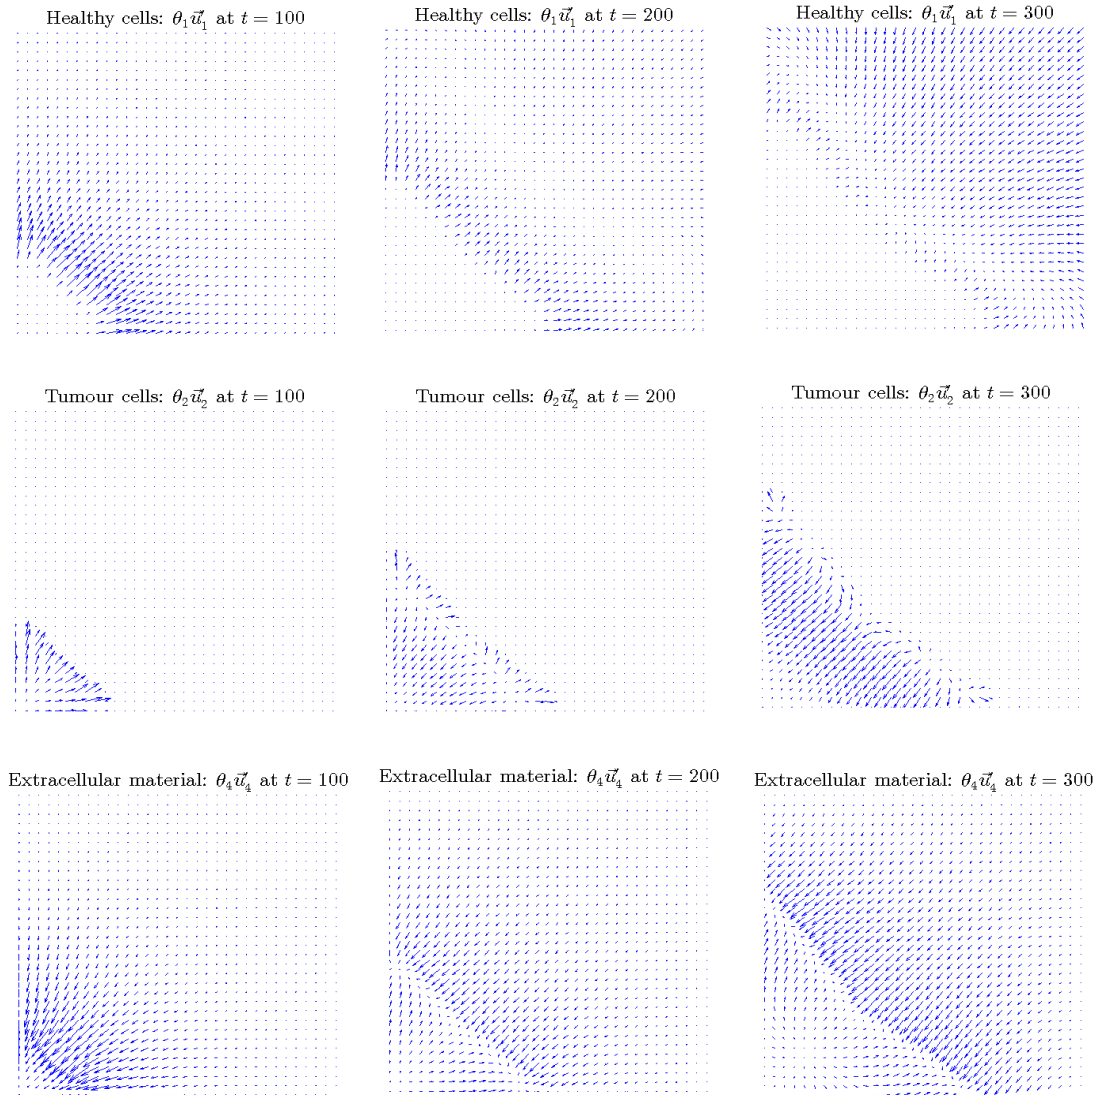 Healthy cells: θ₁u⃗₁ at t = 100
Healthy cells: θ₁u⃗₁ at t = 200
Healthy cells: θ₁u⃗₁ at t = 300
Tumour cells: θ₂u⃗₂ at t = 100
Tumour cells: θ₂u⃗₂ at t = 200
Tumour cells: θ₂u⃗₂ at t = 300
Extracellular material: θ₄u⃗₄ at t = 100
Extracellular material: θ₄u⃗₄ at t = 200
Extracellular material: θ₄u⃗₄ at t = 300